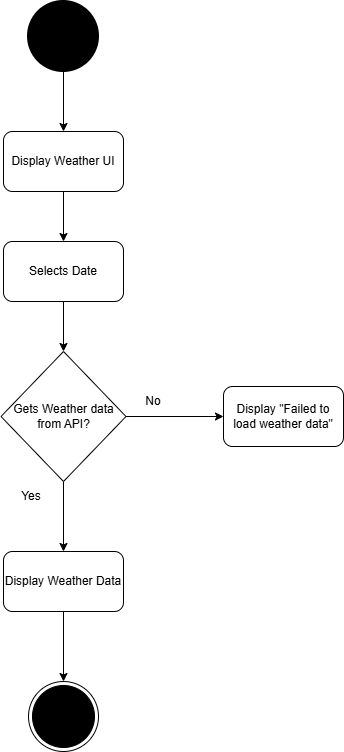 Display Weather UI
Selects Date
Gets Weather data
from API?
No
Display "Failed to
load weather data"
Yes
Display Weather Data